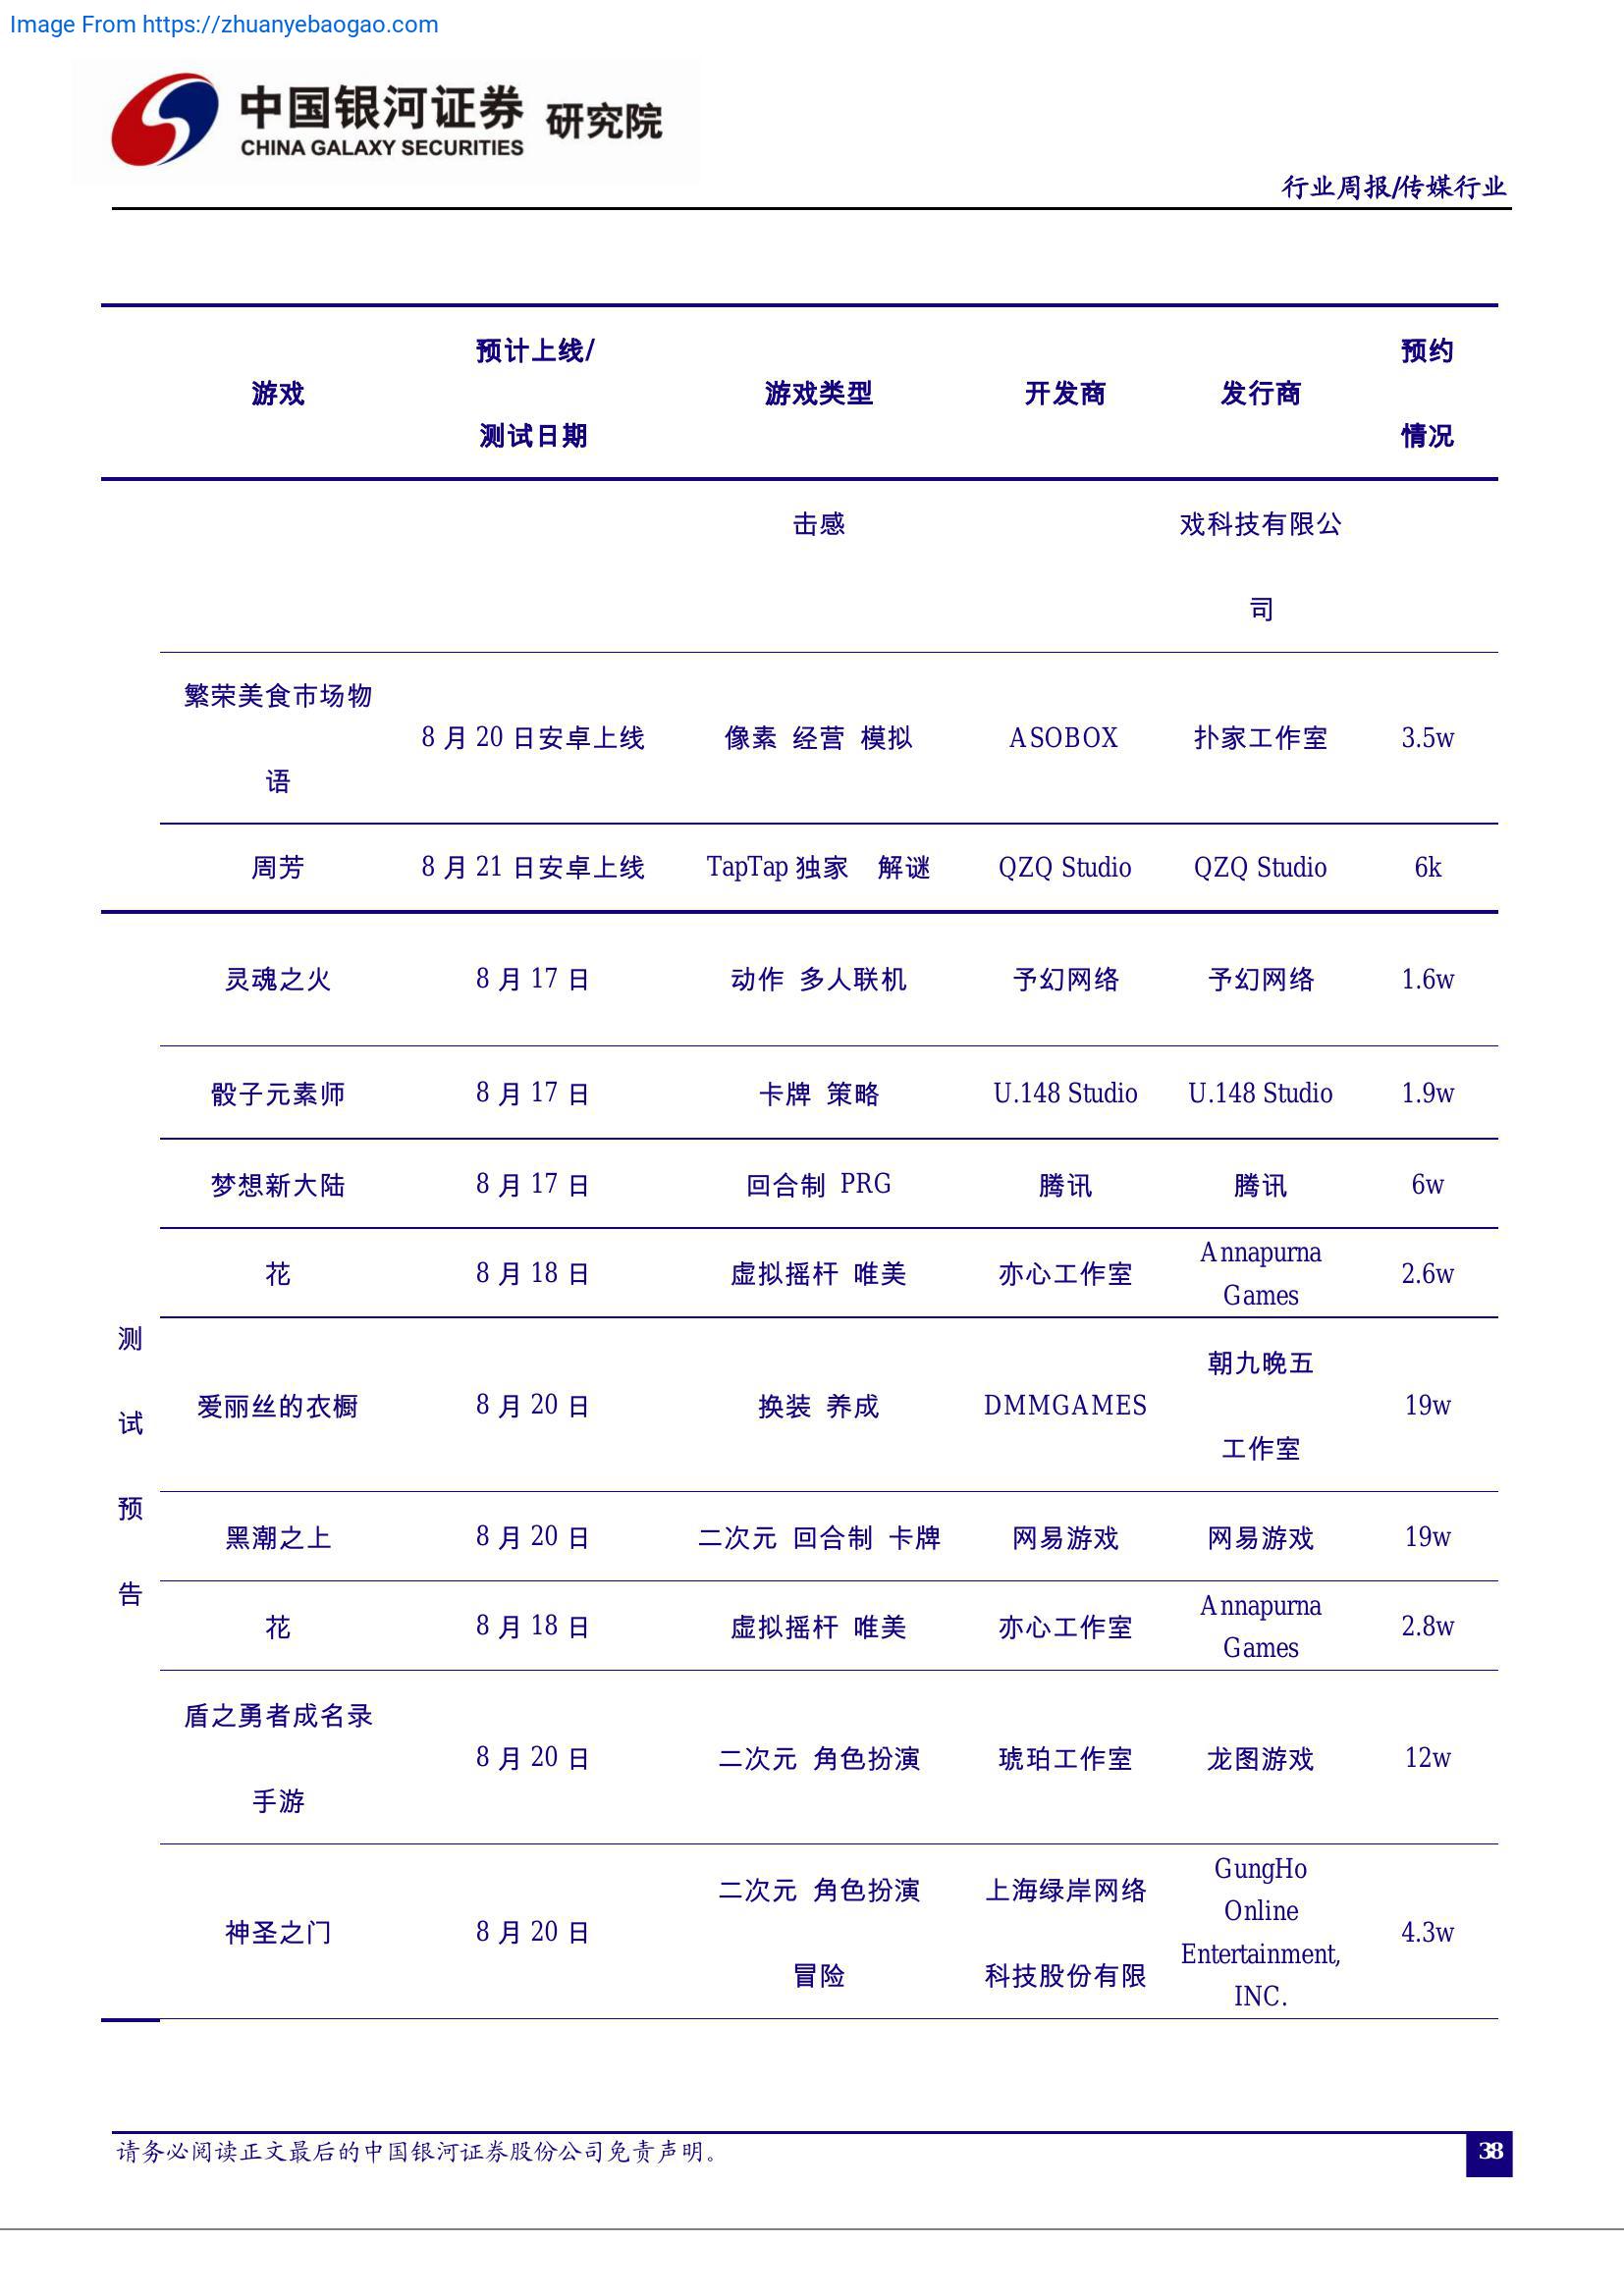 Image From https://zhuanyebaogao.com
中国银河证券 研究院
CHINA GALAXY SECURITIES
行业周报/传媒行业
游戏 预计上线/测试日期 游戏类型 开发商 发行商 预约情况
击感 戏科技有限公
司
繁荣美食市场物
语
8 月 20 日安卓上线 像素 经营 模拟 ASOBOX 扑家工作室 3.5w
周芳 8 月 21 日安卓上线 TapTap 独家 解谜 QZQ Studio QZQ Studio 6k
测
试
预
告
灵魂之火 8 月 17 日 动作 多人联机 予幻网络 予幻网络 1.6w
骰子元素师 8 月 17 日 卡牌 策略 U.148 Studio U.148 Studio 1.9w
梦想新大陆 8 月 17 日 回合制 PRG 腾讯 腾讯 6w
花 8 月 18 日 虚拟摇杆 唯美 亦心工作室 Annapurna
Games
2.6w
爱丽丝的衣橱 8 月 20 日 换装 养成 DMMGAMES 朝九晚五
工作室
19w
黑潮之上 8 月 20 日 二次元 回合制 卡牌 网易游戏 网易游戏 19w
花 8 月 18 日 虚拟摇杆 唯美 亦心工作室 Annapurna
Games
2.8w
盾之勇者成名录
手游
8 月 20 日 二次元 角色扮演 琥珀工作室 龙图游戏 12w
神圣之门 8 月 20 日 二次元 角色扮演
冒险
上海绿岸网络
科技股份有限
GungHo
Online
Entertainment,
INC.
4.3w
请务必阅读正文最后的中国银河证券股份公司免责声明。
38